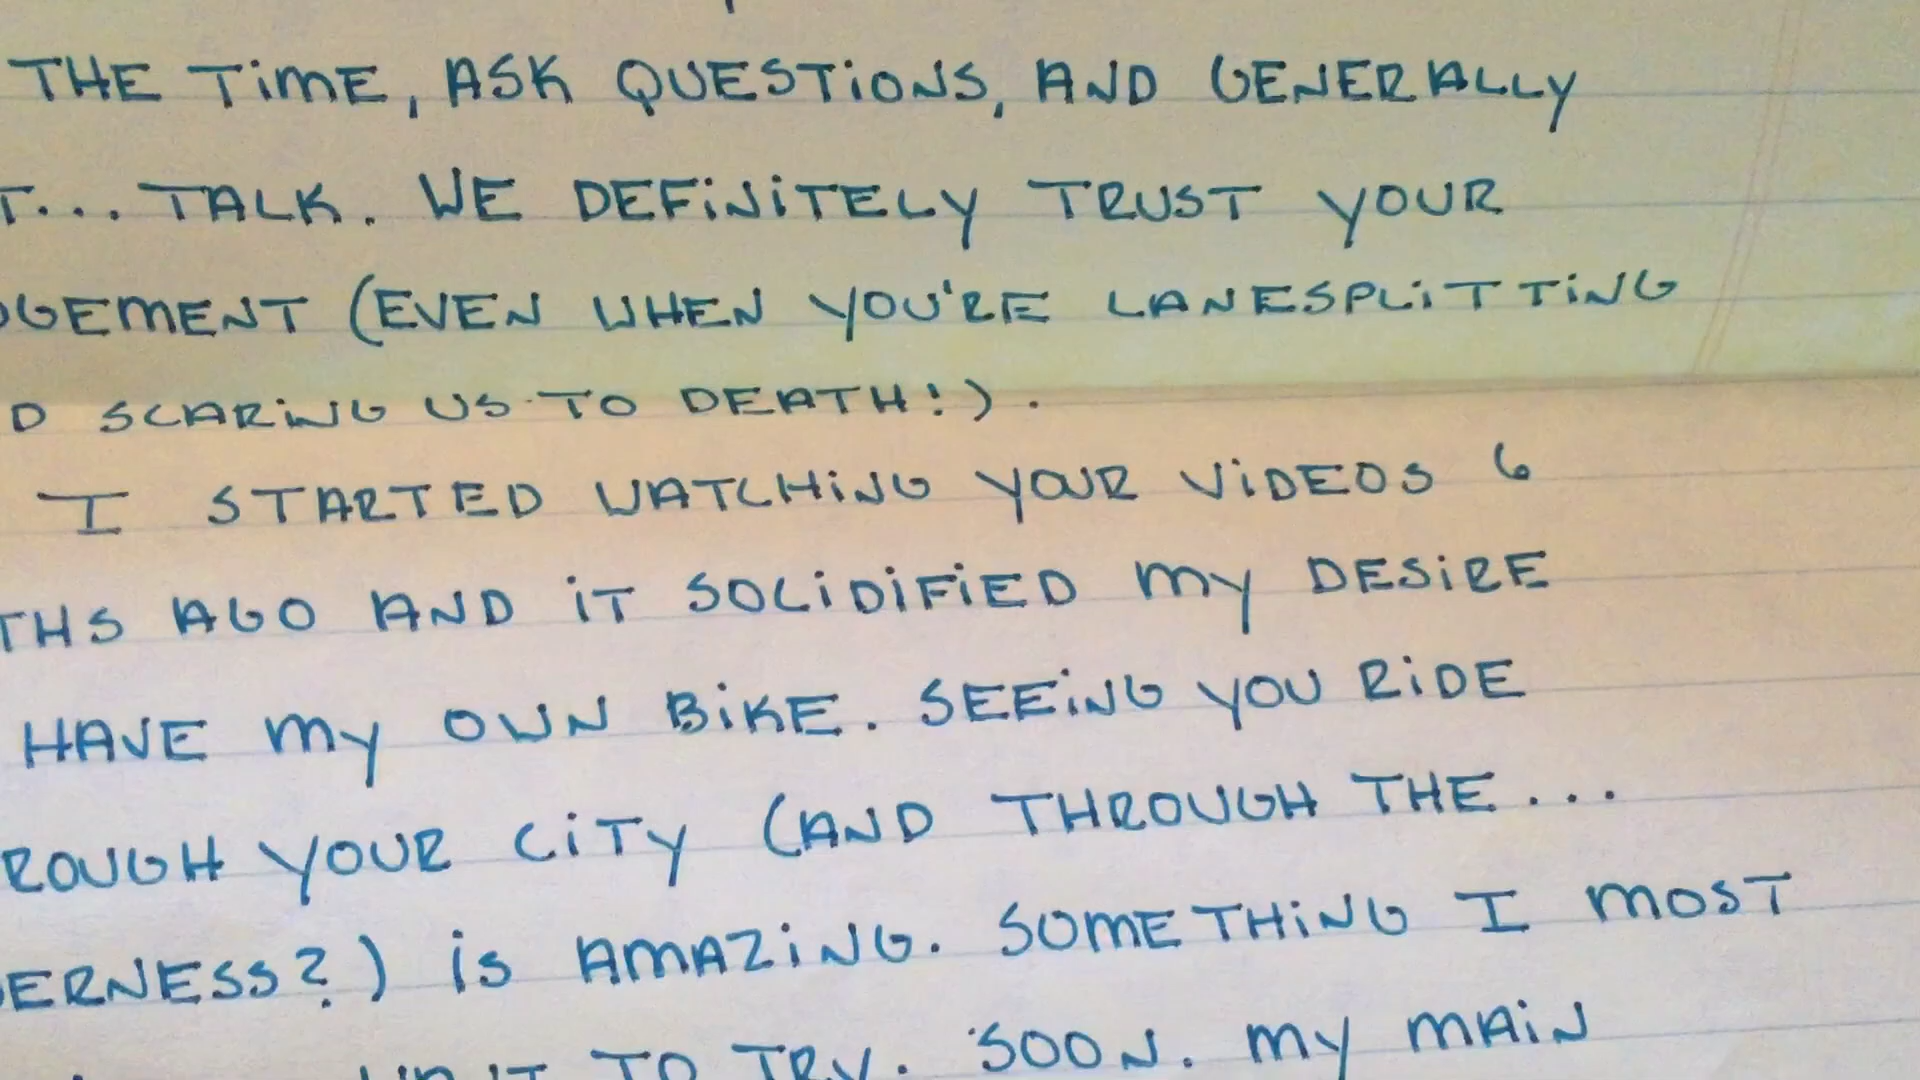 THE TiME, ASK QUESTiONS, AND GENERALLY
T... TALK. WE DEFiNiTELY TRUST YOUR
DGEMENT (EVEN WHEN YOU'RE LANESPLiTTiNG
D SCARiNG US TO DEATH!).
I STARTED WATCHiNG YOUR ViDEOS 6
THS AGO AND iT SOLiDiFiED MY DESiRE
HAVE MY OWN BiKE. SEEiNG YOU RiDE
ROUGH YOUR CiTY (AND THROUGH THE...
ERNESS?) iS AMAZiNG. SOMETHiNG I MOST
TO TRY. SOON. MY MAiN